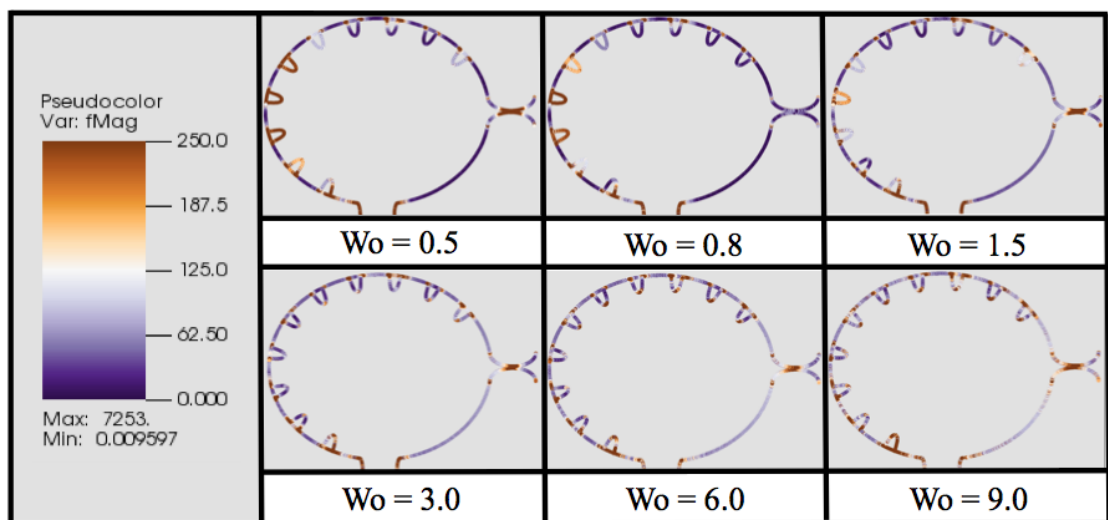 Pseudocolor
Var: fMag
250.0
187.5
125.0
62.50
0.000
Max: 7253.
Min: 0.009597
Wo = 0.5
Wo = 0.8
Wo = 1.5
Wo = 3.0
Wo = 6.0
Wo = 9.0